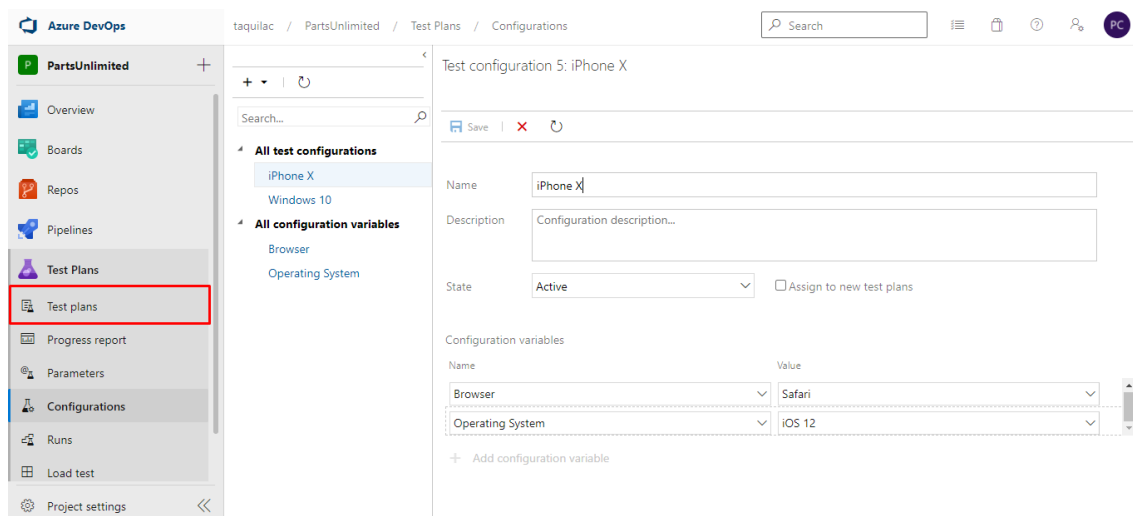 Azure DevOps
taquilac / PartsUnlimited / Test Plans / Configurations
Search
PC
P PartsUnlimited
Overview
Boards
Repos
Pipelines
Test Plans
Test plans
Progress report
Parameters
Configurations
Runs
Load test
Project settings
Search...
All test configurations
iPhone X
Windows 10
All configuration variables
Browser
Operating System
Test configuration 5: iPhone X
Save
Name iPhone X
Description Configuration description...
State Active Assign to new test plans
Configuration variables
Name Value
Browser Safari
Operating System iOS 12
Add configuration variable